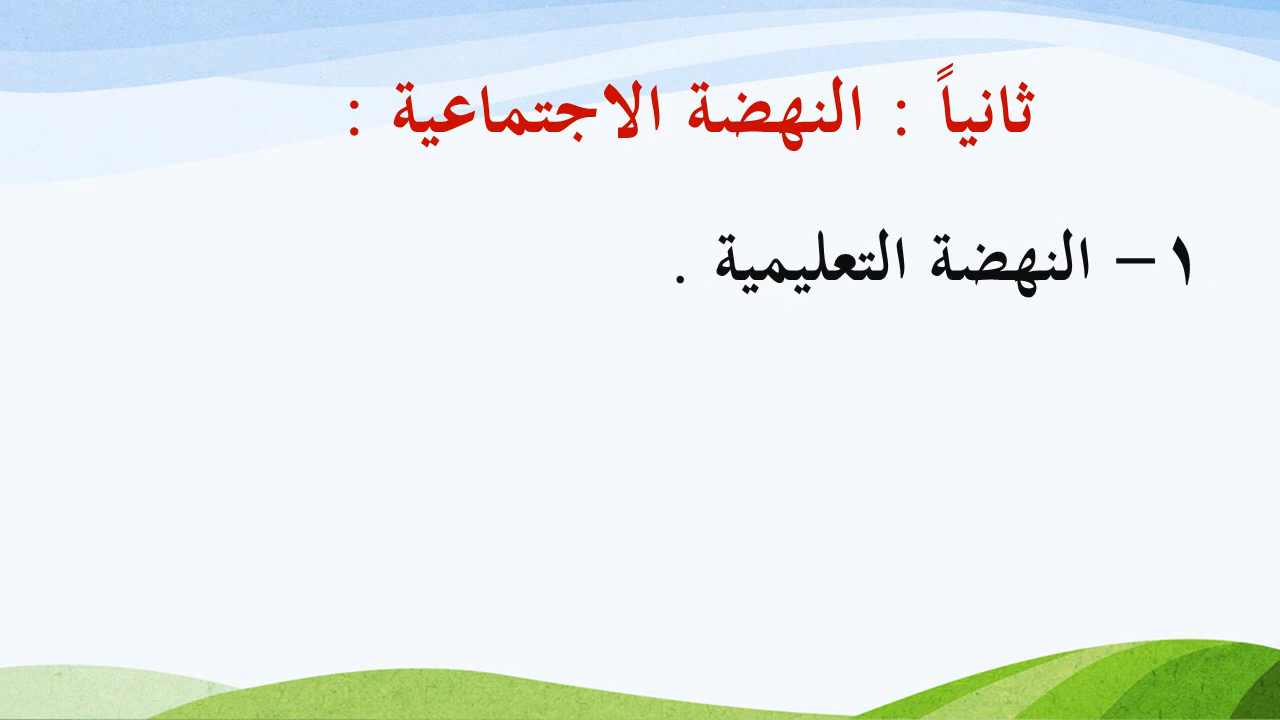 ثانياً : النهضة الاجتماعية :
١ – النهضة التعليمية .